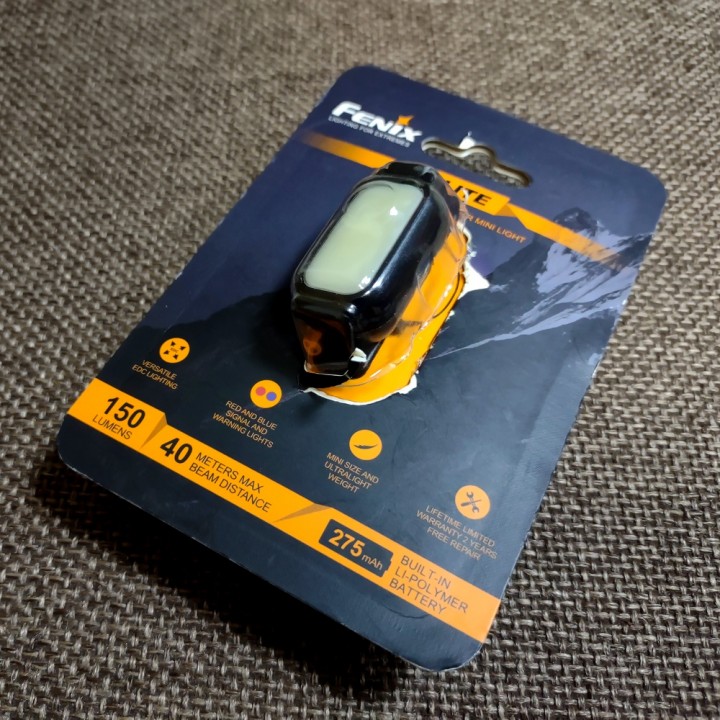 FENIX
LIGHTING FOR EXTREMES
LITE
MINI LIGHT
VERSATILE
EDC LIGHTING
RED AND BLUE
SIGNAL AND
WARNING LIGHTS
MINI SIZE AND
ULTRALIGHT
WEIGHT
LIFETIME LIMITED
WARRANTY 2 YEARS
FREE REPAIR
150
LUMENS
40
METERS MAX
BEAM DISTANCE
275 mAh
BUILT-IN
LI-POLYMER
BATTERY